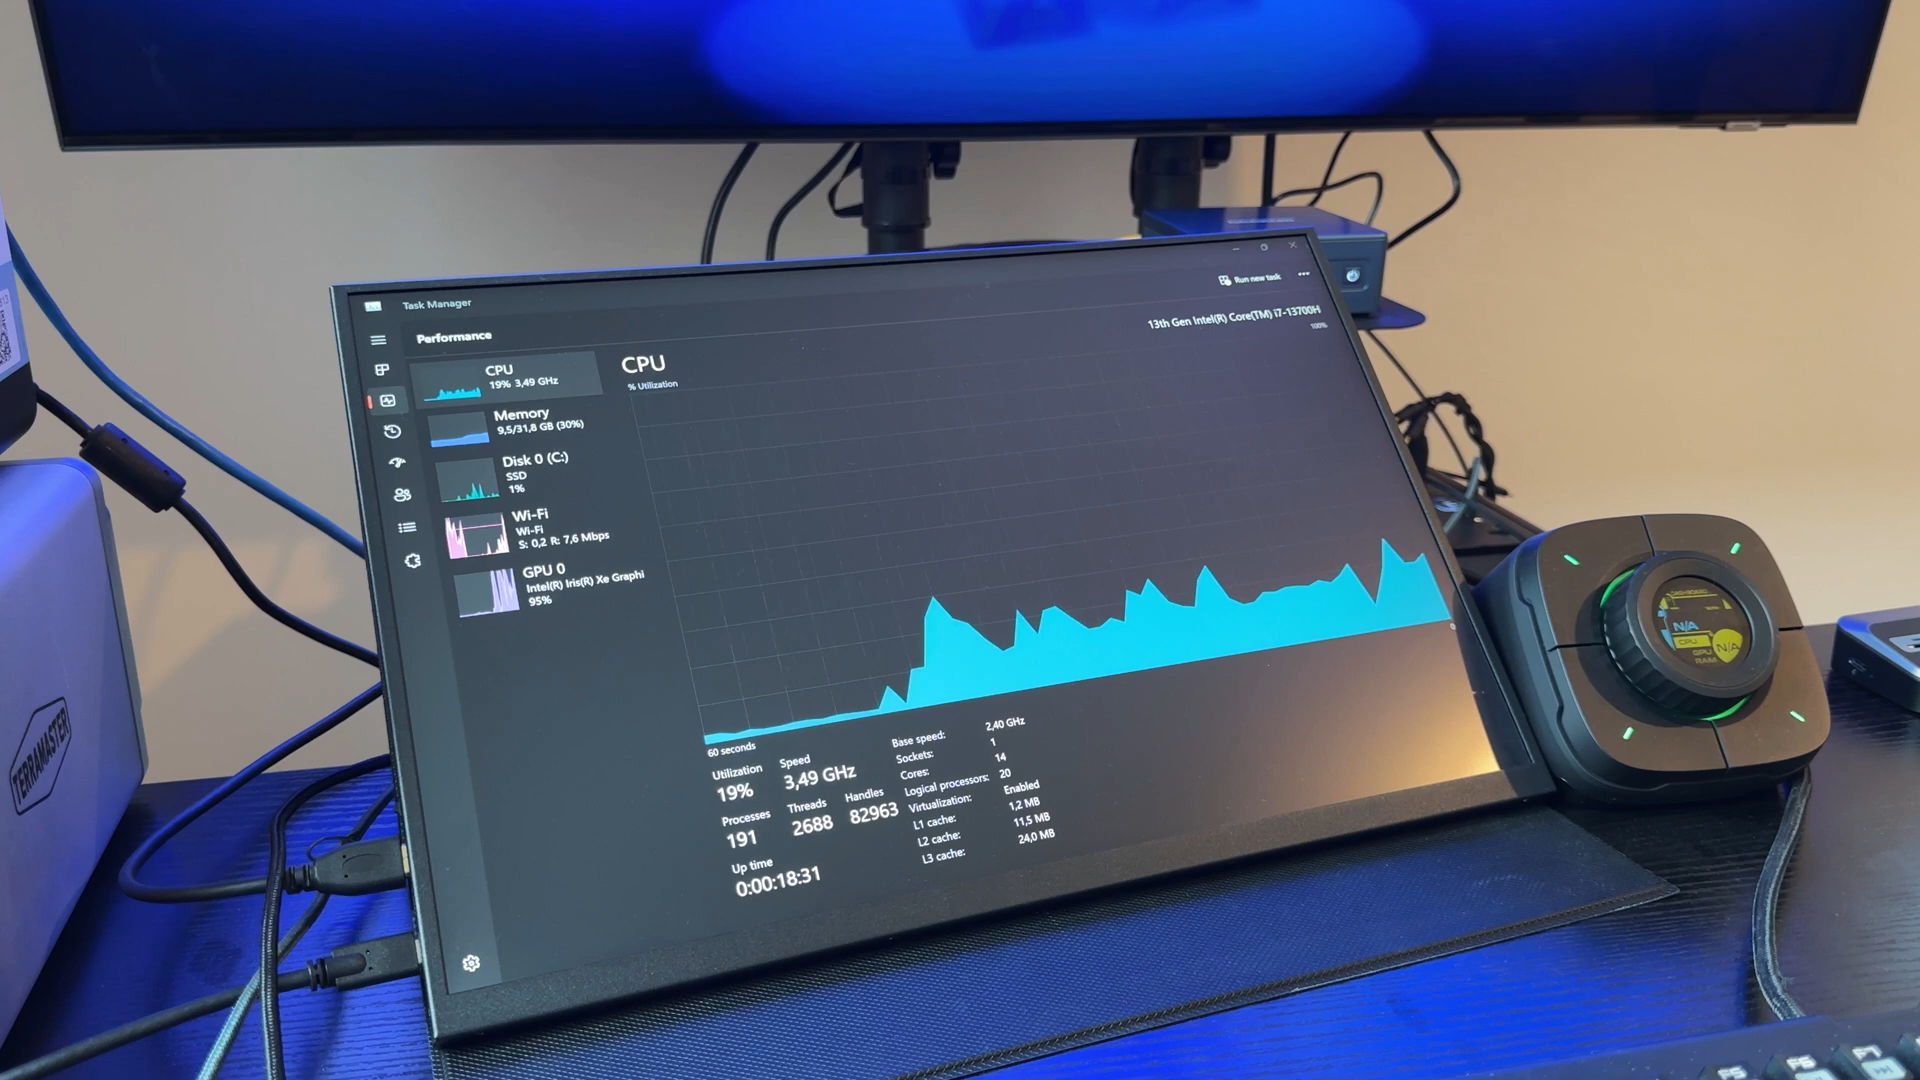 Task Manager
Run new task
Performance
13th Gen Intel(R) Core(TM) i7-13700H
100%
CPU
19% 3,49 GHz
Memory
9,5/31,8 GB (30%)
Disk 0 (C:)
SSD
1%
Wi-Fi
Wi-Fi
S: 0,2 R: 7,6 Mbps
GPU 0
Intel(R) Iris(R) Xe Graphi
95%
CPU
% Utilization
60 seconds
0
Utilization
19%
Speed
3,49 GHz
Processes
191
Threads
2688
Handles
82963
Up time
0:00:18:31
Base speed: 2,40 GHz
Sockets: 1
Cores: 14
Logical processors: 20
Virtualization: Enabled
L1 cache: 1,2 MB
L2 cache: 11,5 MB
L3 cache: 24,0 MB
TERRAMASTER
DASHBOARD
N/A
CPU
GPU
RAM
N/A
F5
F6
F7